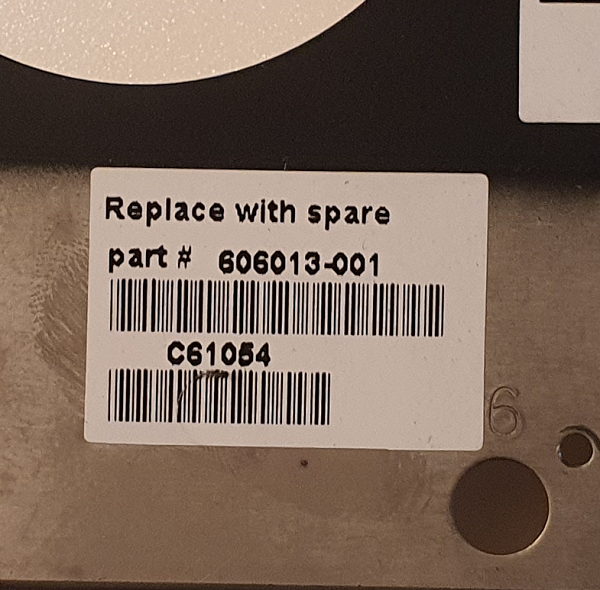 Replace with spare
part # 606013-001
C61054
6